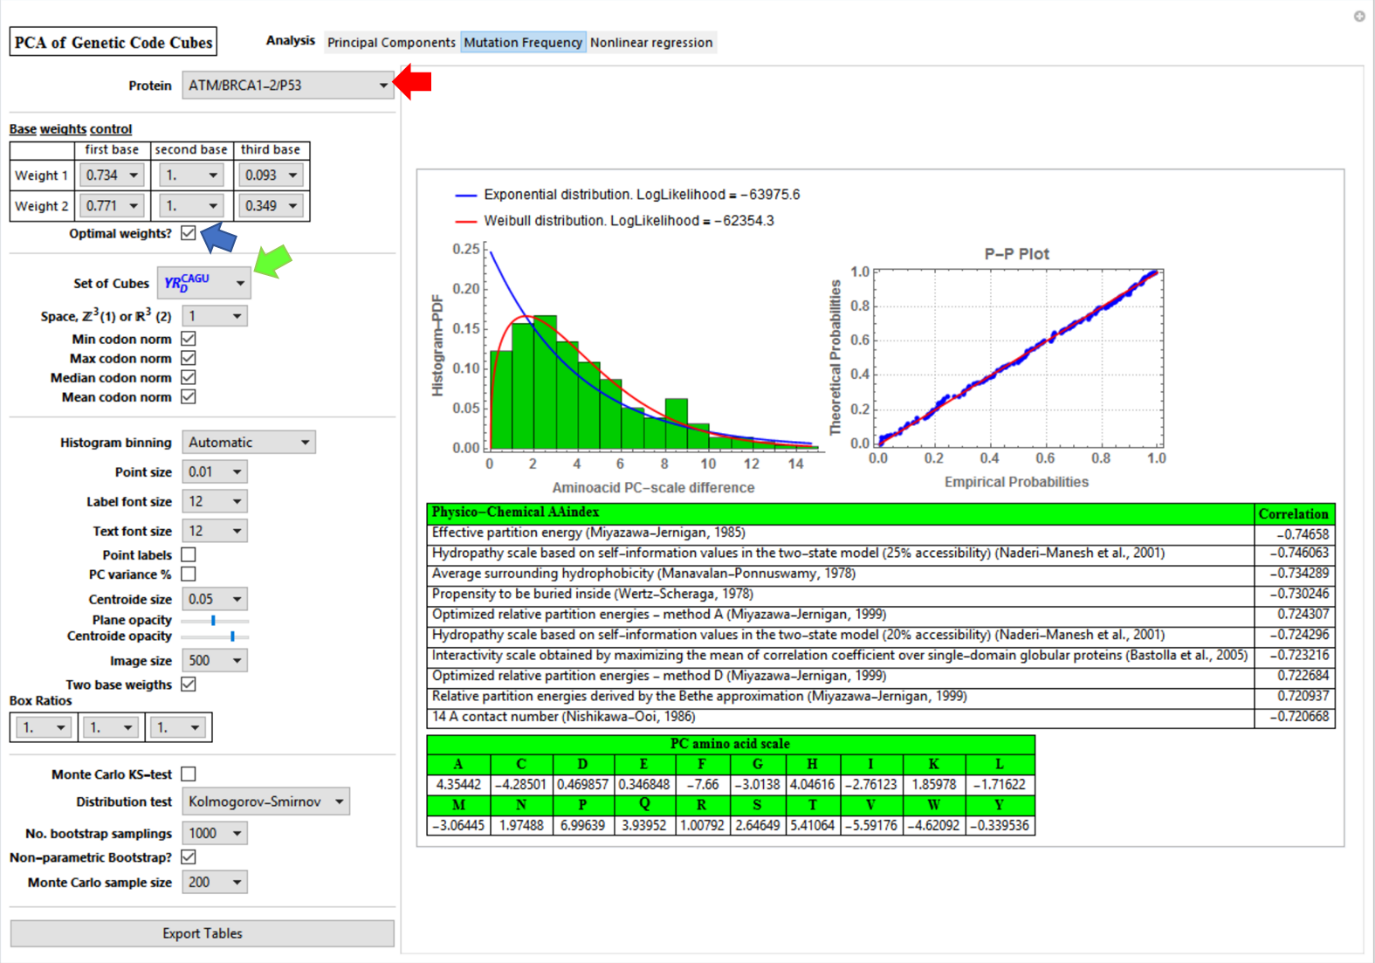 PCA of Genetic Code Cubes
Analysis Principal Components Mutation Frequency Nonlinear regression
Protein ATM/BRCA1–2/P53
Base weights control
first base second base third base
Weight 1 0.734 1. 0.093
Weight 2 0.771 1. 0.349
Optimal weights?
Set of Cubes YR_D^CAGU
Space, ℤ³(1) or ℝ³ (2) 1
Min codon norm
Max codon norm
Median codon norm
Mean codon norm
Histogram binning Automatic
Point size 0.01
Label font size 12
Text font size 12
Point labels
PC variance %
Centroide size 0.05
Plane opacity
Centroide opacity
Image size 500
Two base weigths
Box Ratios
1. 1. 1.
Monte Carlo KS–test
Distribution test Kolmogorov–Smirnov
No. bootstrap samplings 1000
Non–parametric Bootstrap?
Monte Carlo sample size 200
Export Tables
Exponential distribution. LogLikelihood = −63975.6
Weibull distribution. LogLikelihood = −62354.3
Histogram–PDF
0.25
0.20
0.15
0.10
0.05
0.00
0 2 4 6 8 10 12 14
Aminoacid PC–scale difference
P–P Plot
Theoretical Probabilities
1.0
0.8
0.6
0.4
0.2
0.0
0.0 0.2 0.4 0.6 0.8 1.0
Empirical Probabilities
Physico–Chemical AAindex Correlation
Effective partition energy (Miyazawa–Jernigan, 1985) −0.74658
Hydropathy scale based on self–information values in the two–state model (25% accessibility) (Naderi–Manesh et al., 2001) −0.746063
Average surrounding hydrophobicity (Manavalan–Ponnuswamy, 1978) −0.734289
Propensity to be buried inside (Wertz–Scheraga, 1978) −0.730246
Optimized relative partition energies – method A (Miyazawa–Jernigan, 1999) 0.724307
Hydropathy scale based on self–information values in the two–state model (20% accessibility) (Naderi–Manesh et al., 2001) −0.724296
Interactivity scale obtained by maximizing the mean of correlation coefficient over single–domain globular proteins (Bastolla et al., 2005) −0.723216
Optimized relative partition energies – method D (Miyazawa–Jernigan, 1999) 0.722684
Relative partition energies derived by the Bethe approximation (Miyazawa–Jernigan, 1999) 0.720937
14 A contact number (Nishikawa–Ooi, 1986) −0.720668
PC amino acid scale
A C D E F G H I K L
4.35442 −4.28501 0.469857 0.346848 −7.66 −3.0138 4.04616 −2.76123 1.85978 −1.71622
M N P Q R S T V W Y
−3.06445 1.97488 6.99639 3.93952 1.00792 2.64649 5.41064 −5.59176 −4.62092 −0.339536